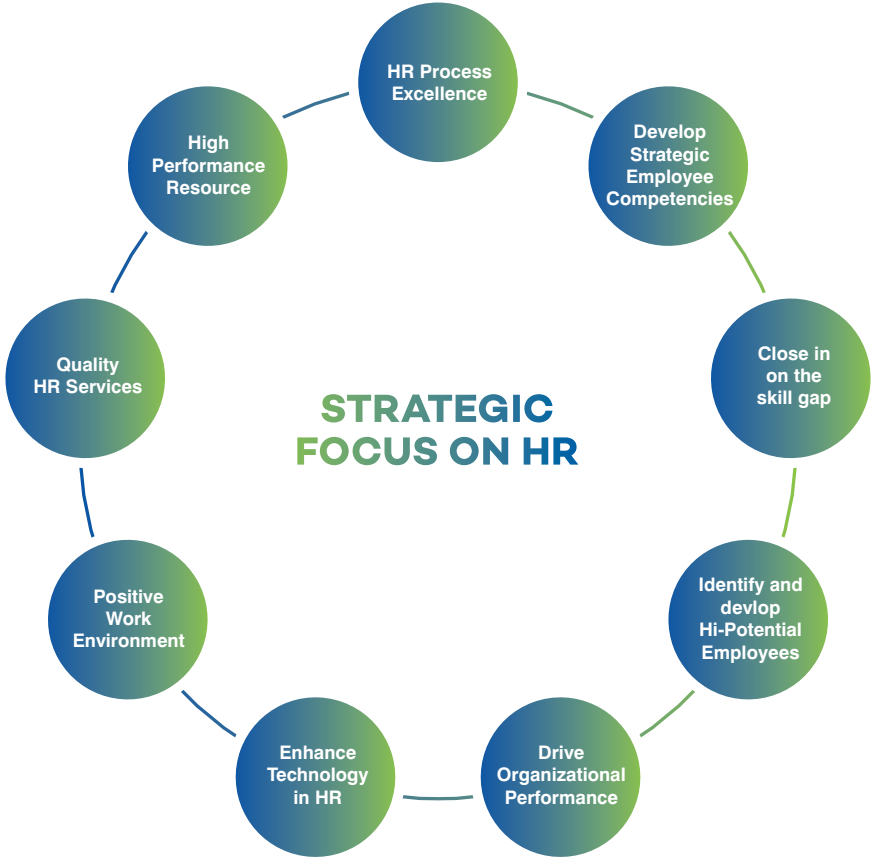 HR Process
Excellence
Develop
Strategic
Employee
Competencies
Close in
on the
skill gap
Identify and
devlop
Hi-Potential
Employees
Drive
Organizational
Performance
Enhance
Technology
in HR
Positive
Work
Environment
Quality
HR Services
High
Performance
Resource
STRATEGIC
FOCUS ON HR